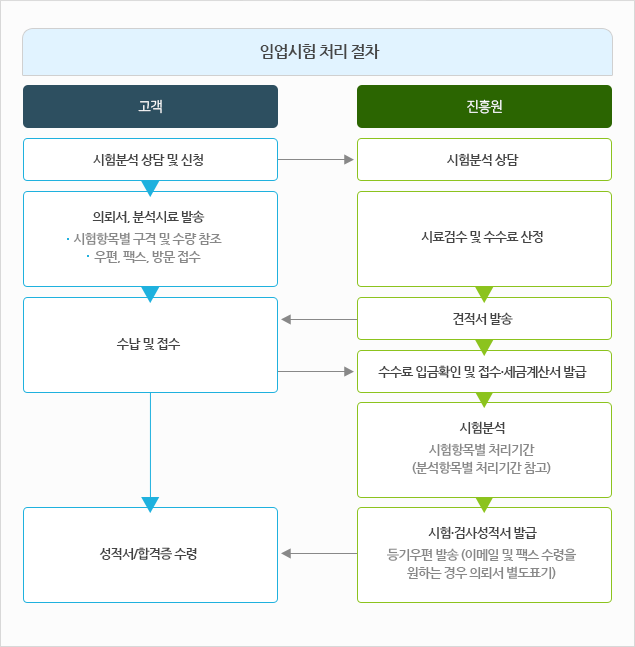 임업시험 처리 절차
고객
진흥원
시험분석 상담 및 신청
시험분석 상담
의뢰서, 분석시료 발송
· 시험항목별 구격 및 수량 참조
· 우편, 팩스, 방문 접수
시료검수 및 수수료 산정
수납 및 접수
견적서 발송
수수료 입금확인 및 접수·세금계산서 발급
시험분석
시험항목별 처리기간
(분석항목별 처리기간 참고)
성적서/합격증 수령
시험·검사성적서 발급
등기우편 발송 (이메일 및 팩스 수령을
원하는 경우 의뢰서 별도표기)